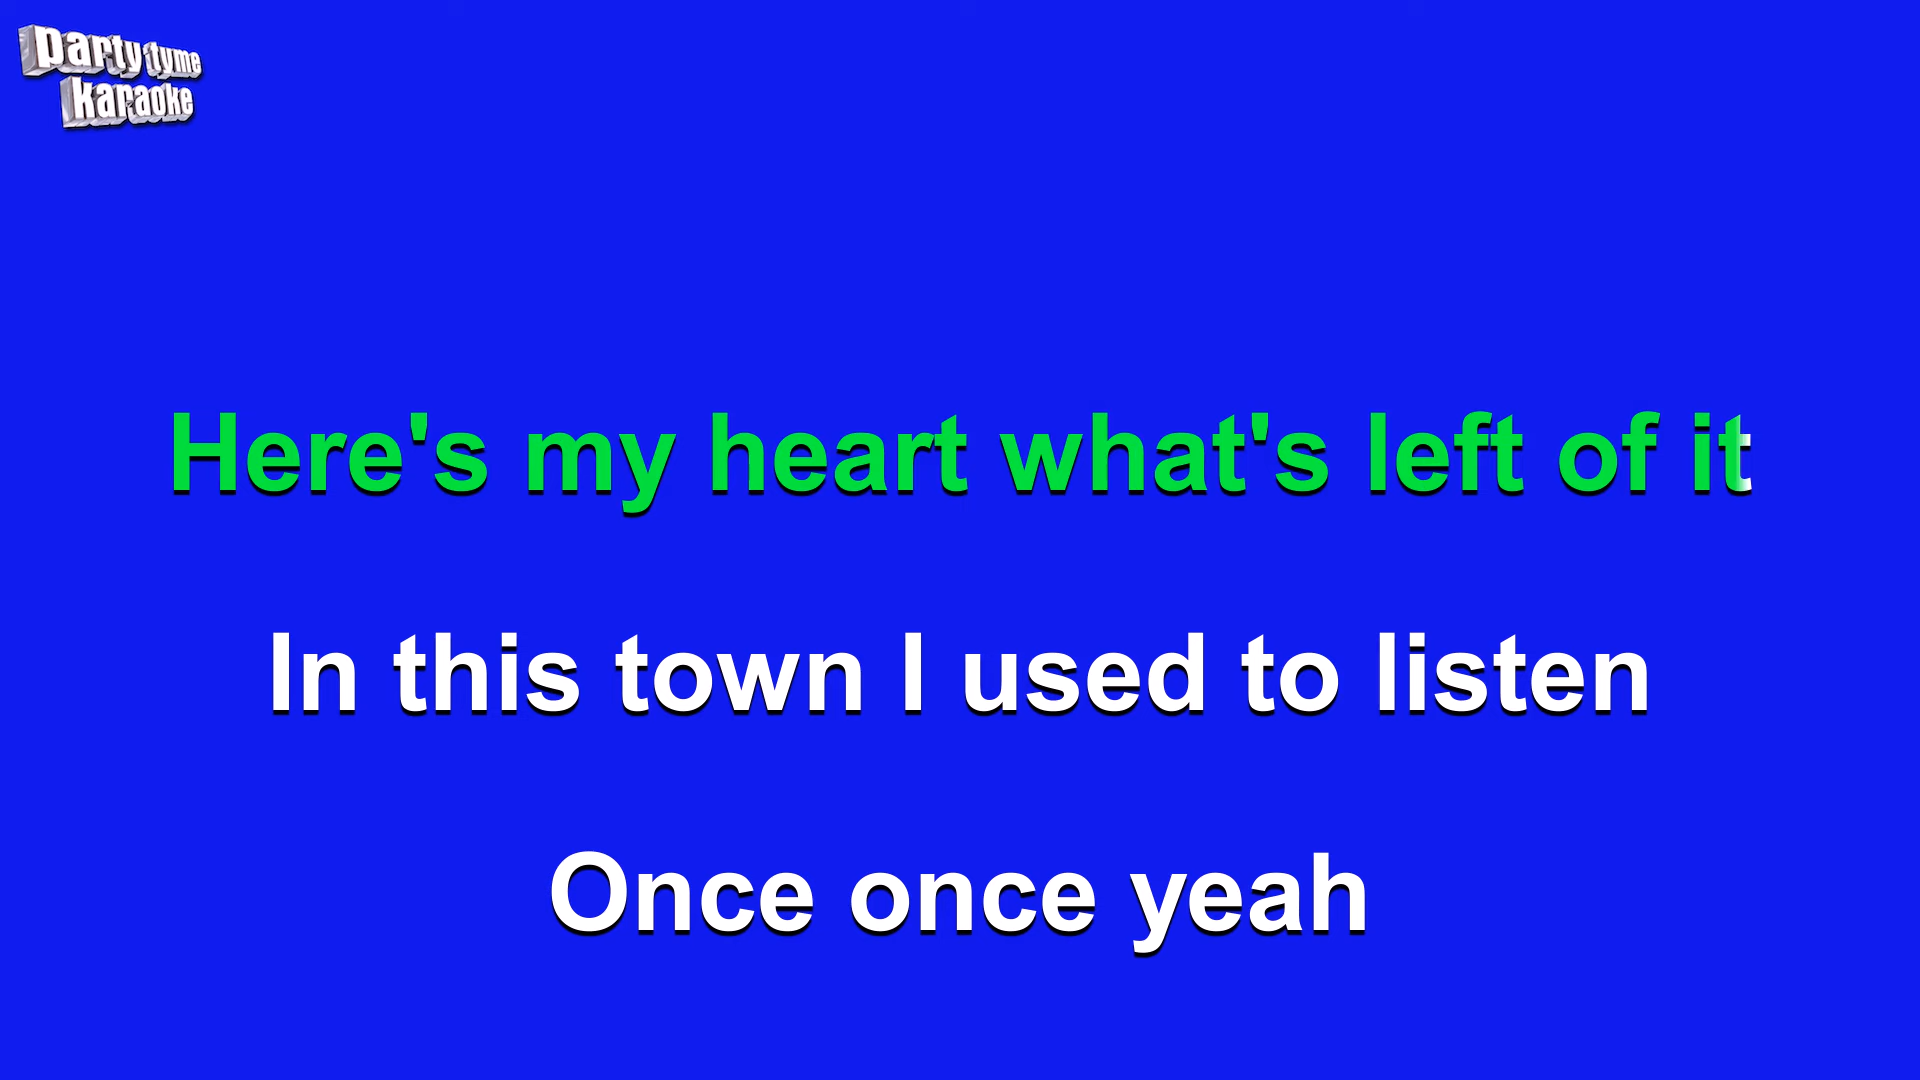 party tyme
karaoke
Here's my heart what's left of it
In this town I used to listen
Once once yeah